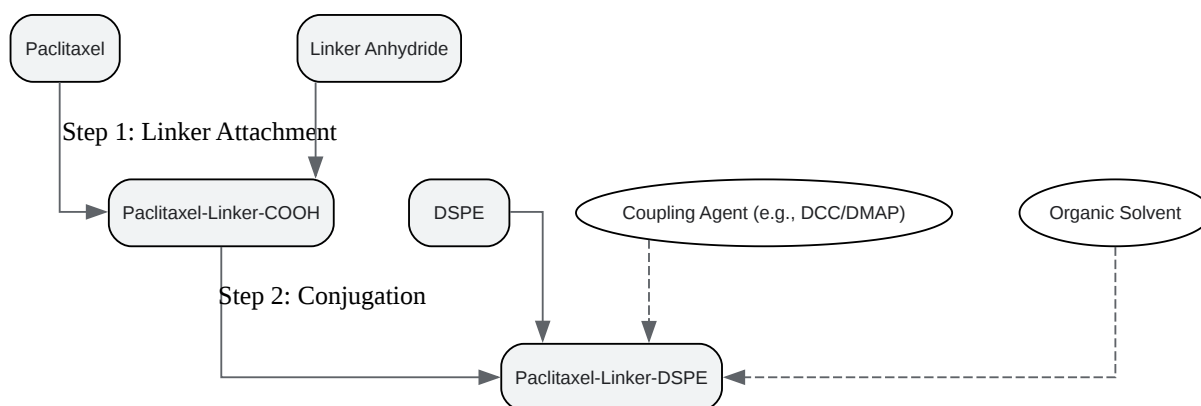 Paclitaxel
Linker Anhydride
Step 1: Linker Attachment
Paclitaxel-Linker-COOH
DSPE
Coupling Agent (e.g., DCC/DMAP)
Organic Solvent
Step 2: Conjugation
Paclitaxel-Linker-DSPE